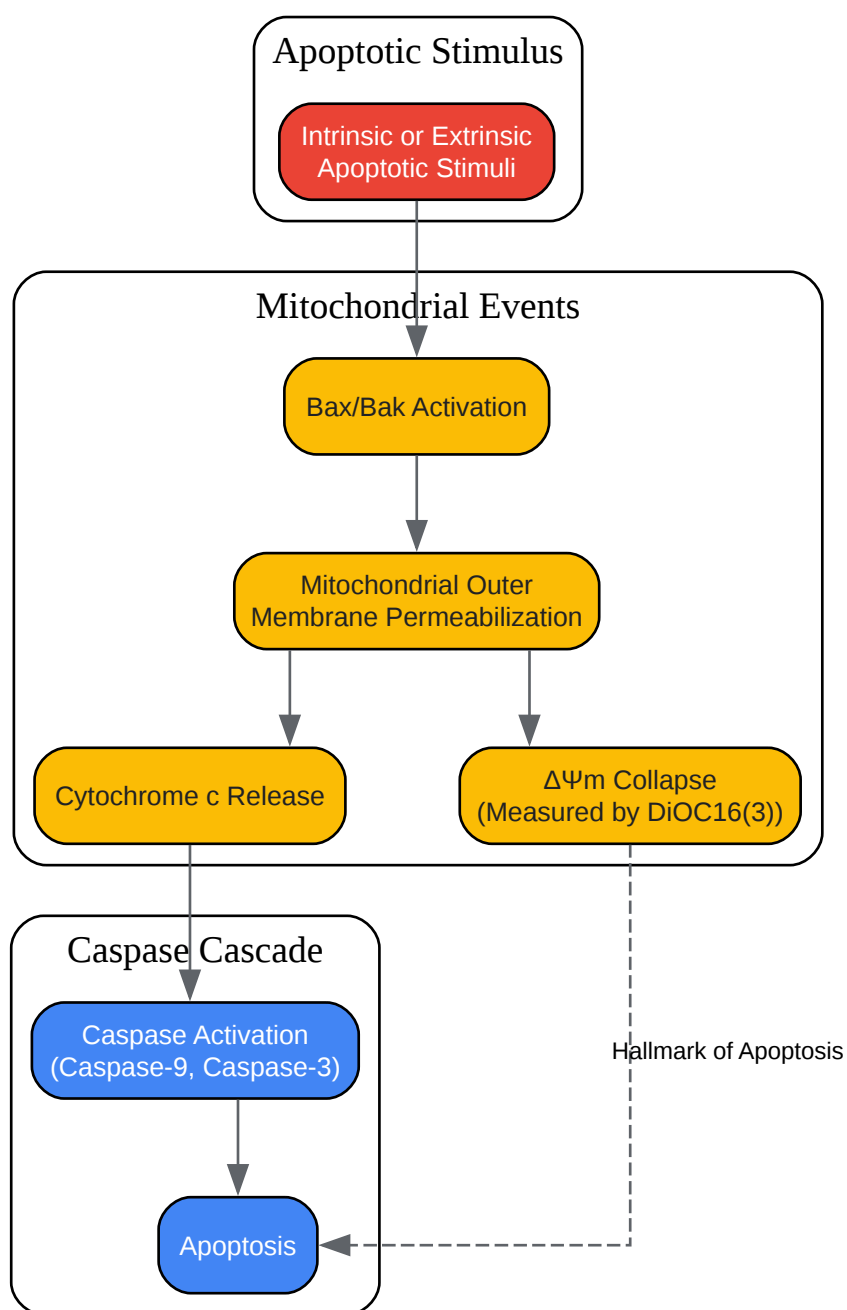 Apoptotic Stimulus
Intrinsic or Extrinsic
Apoptotic Stimuli
Mitochondrial Events
Bax/Bak Activation
Mitochondrial Outer
Membrane Permeabilization
Cytochrome c Release
ΔΨm Collapse
(Measured by DiOC16(3))
Caspase Cascade
Caspase Activation
(Caspase-9, Caspase-3)
Hallmark of Apoptosis
Apoptosis